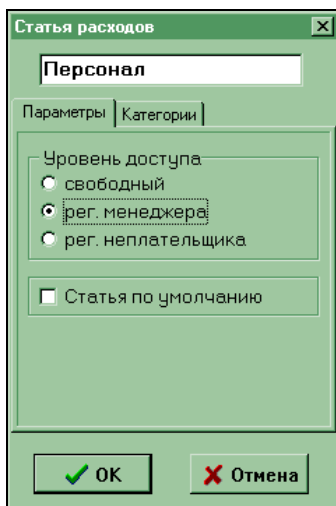 Статья расходов
Персонал
Параметры Категории
Уровень доступа
свободный
рег. менеджера
рег. неплательщика
Статья по умолчанию
OK Отмена